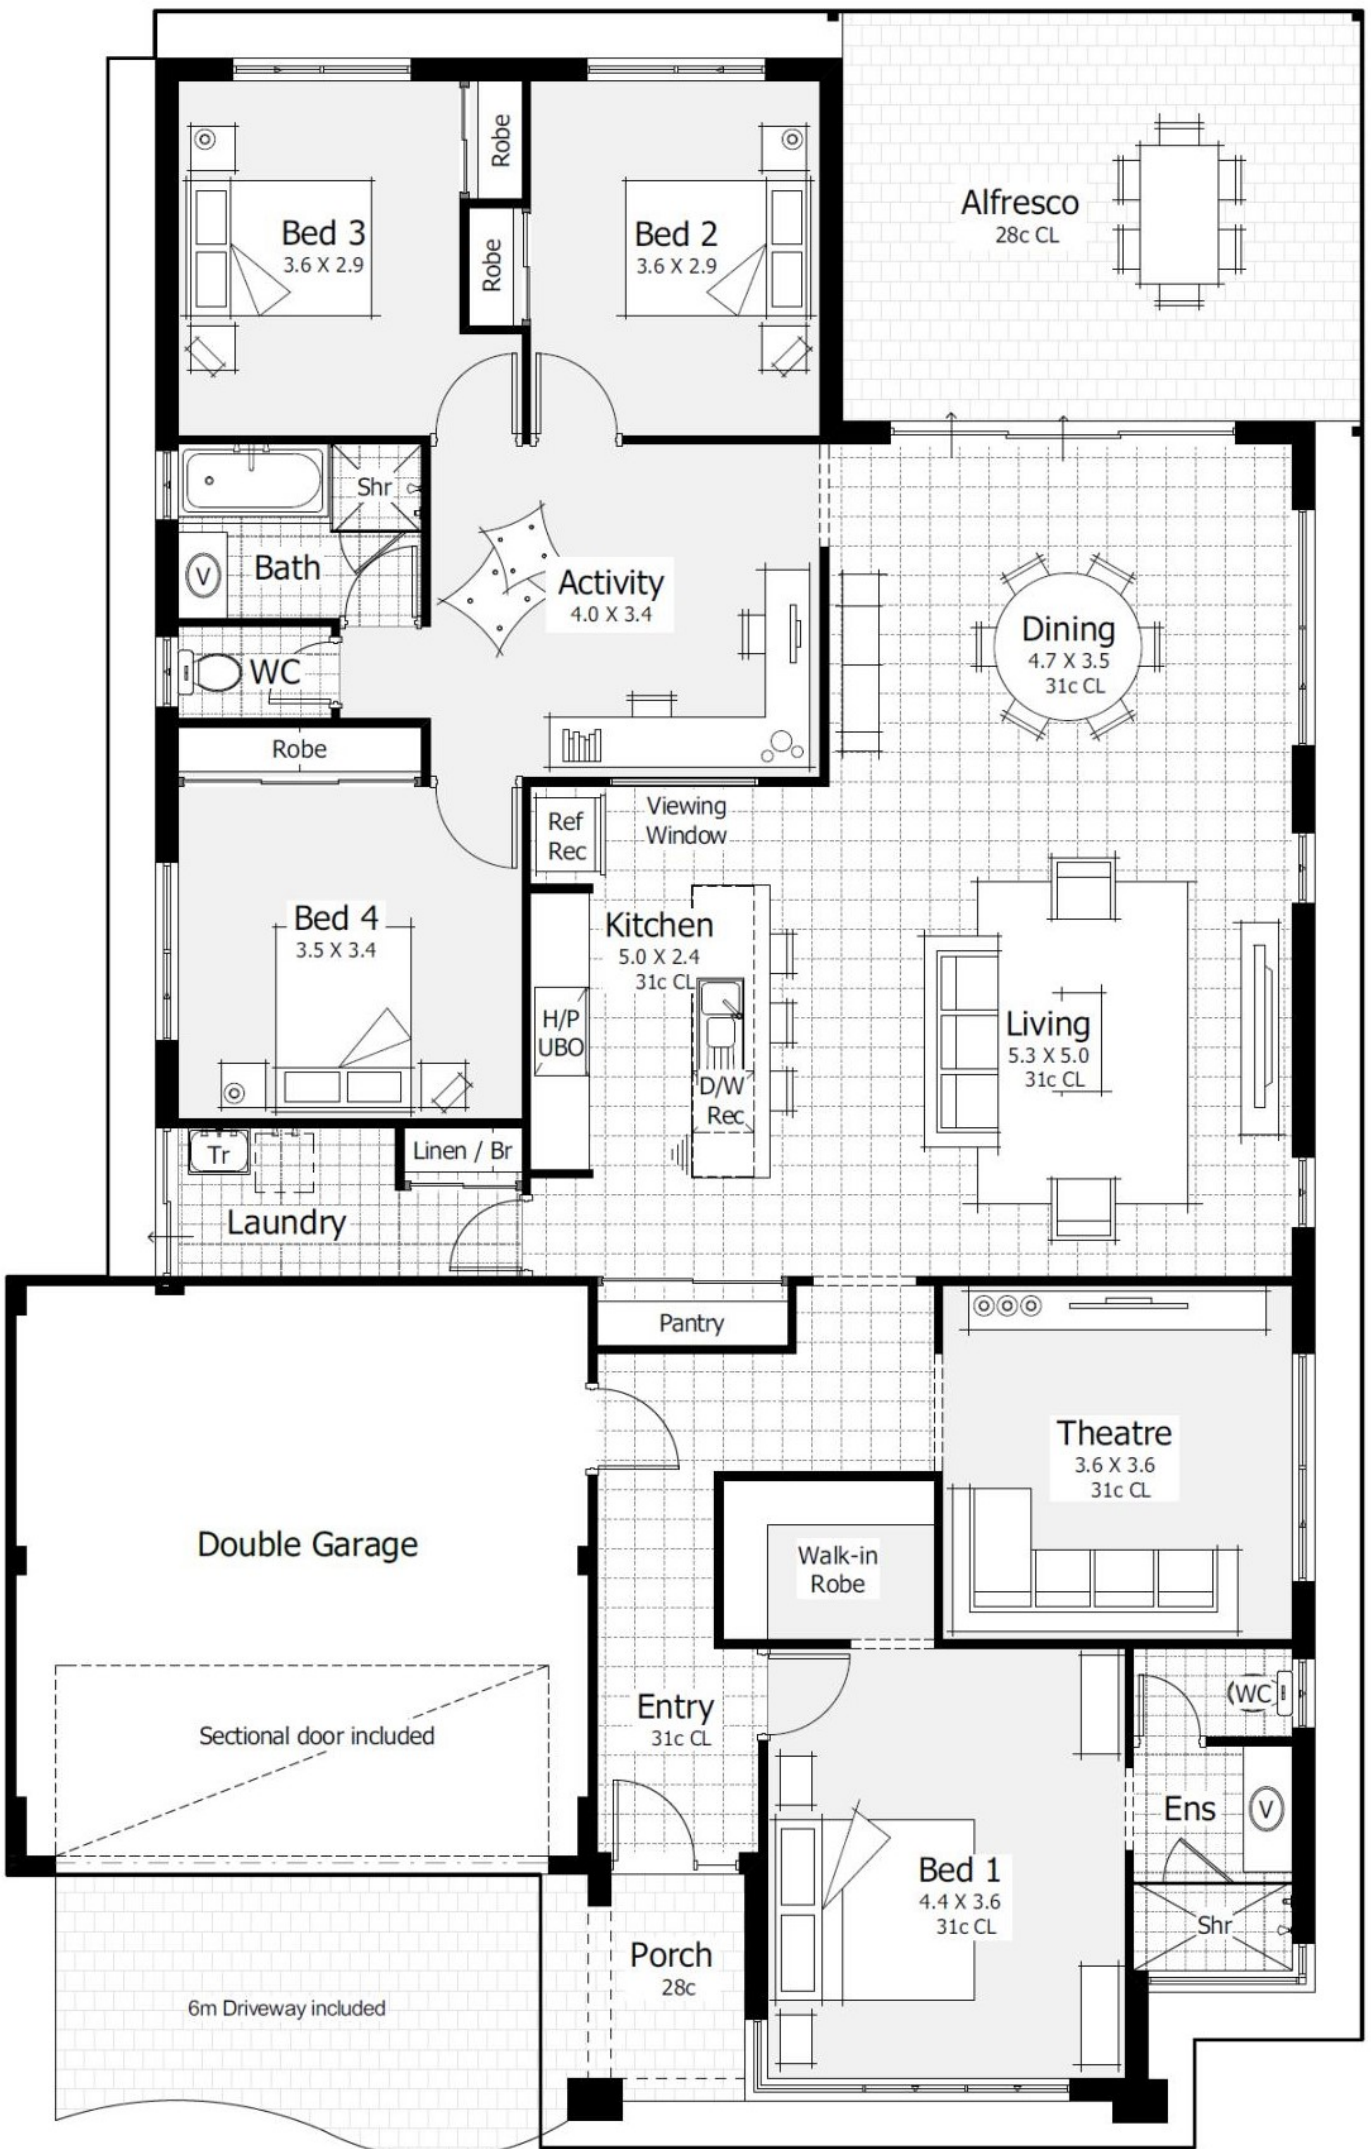 Robe
Robe
Bed 3
3.6 X 2.9
Bed 2
3.6 X 2.9
Alfresco
28c CL
Shr
V
Bath
Activity
4.0 X 3.4
Dining
4.7 X 3.5
31c CL
WC
Robe
Ref
Rec
Viewing
Window
Bed 4
3.5 X 3.4
Kitchen
5.0 X 2.4
31c CL
H/P
UBO
D/W
Rec
Living
5.3 X 5.0
31c CL
Tr
Linen / Br
Laundry
Pantry
Theatre
3.6 X 3.6
31c CL
Double Garage
Walk-in
Robe
Sectional door included
Entry
31c CL
WC
Ens
V
Bed 1
4.4 X 3.6
31c CL
Shr
Porch
28c
6m Driveway included